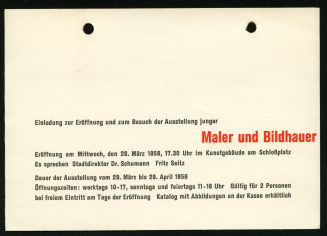 Einladung zur Eröffnung und zum Besuch der Ausstellung junger
Maler und Bildhauer
Eröffnung am Mittwoch, den 28. März 1956, 17.30 Uhr im Kunstgebäude am Schloßplatz
Es sprechen Stadtdirektor Dr. Schumann Fritz Seitz
Dauer der Ausstellung vom 29. März bis 29. April 1956
Öffnungszeiten: werktags 10-17, sonntags und feiertags 11-16 Uhr Gültig für 2 Personen
bei freiem Eintritt am Tage der Eröffnung Katalog mit Abbildungen an der Kasse erhältlich